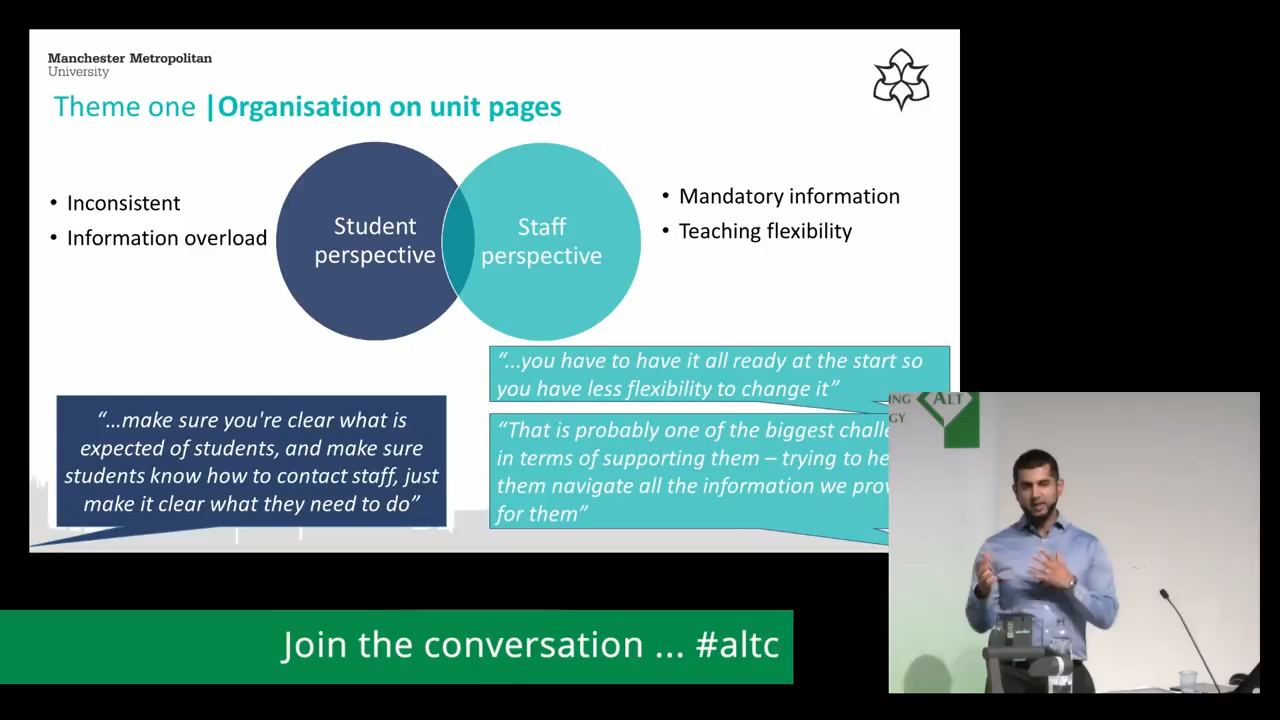 Manchester Metropolitan
University
Theme one |Organisation on unit pages
• Inconsistent
• Information overload
Student
perspective
Staff
perspective
• Mandatory information
• Teaching flexibility
“...make sure you're clear what is
expected of students, and make sure
students know how to contact staff, just
make it clear what they need to do”
“...you have to have it all ready at the start so
you have less flexibility to change it”
“That is probably one of the biggest
in terms of supporting them – trying to
them navigate all the information we
for them”
ALT
Join the conversation ... #altc